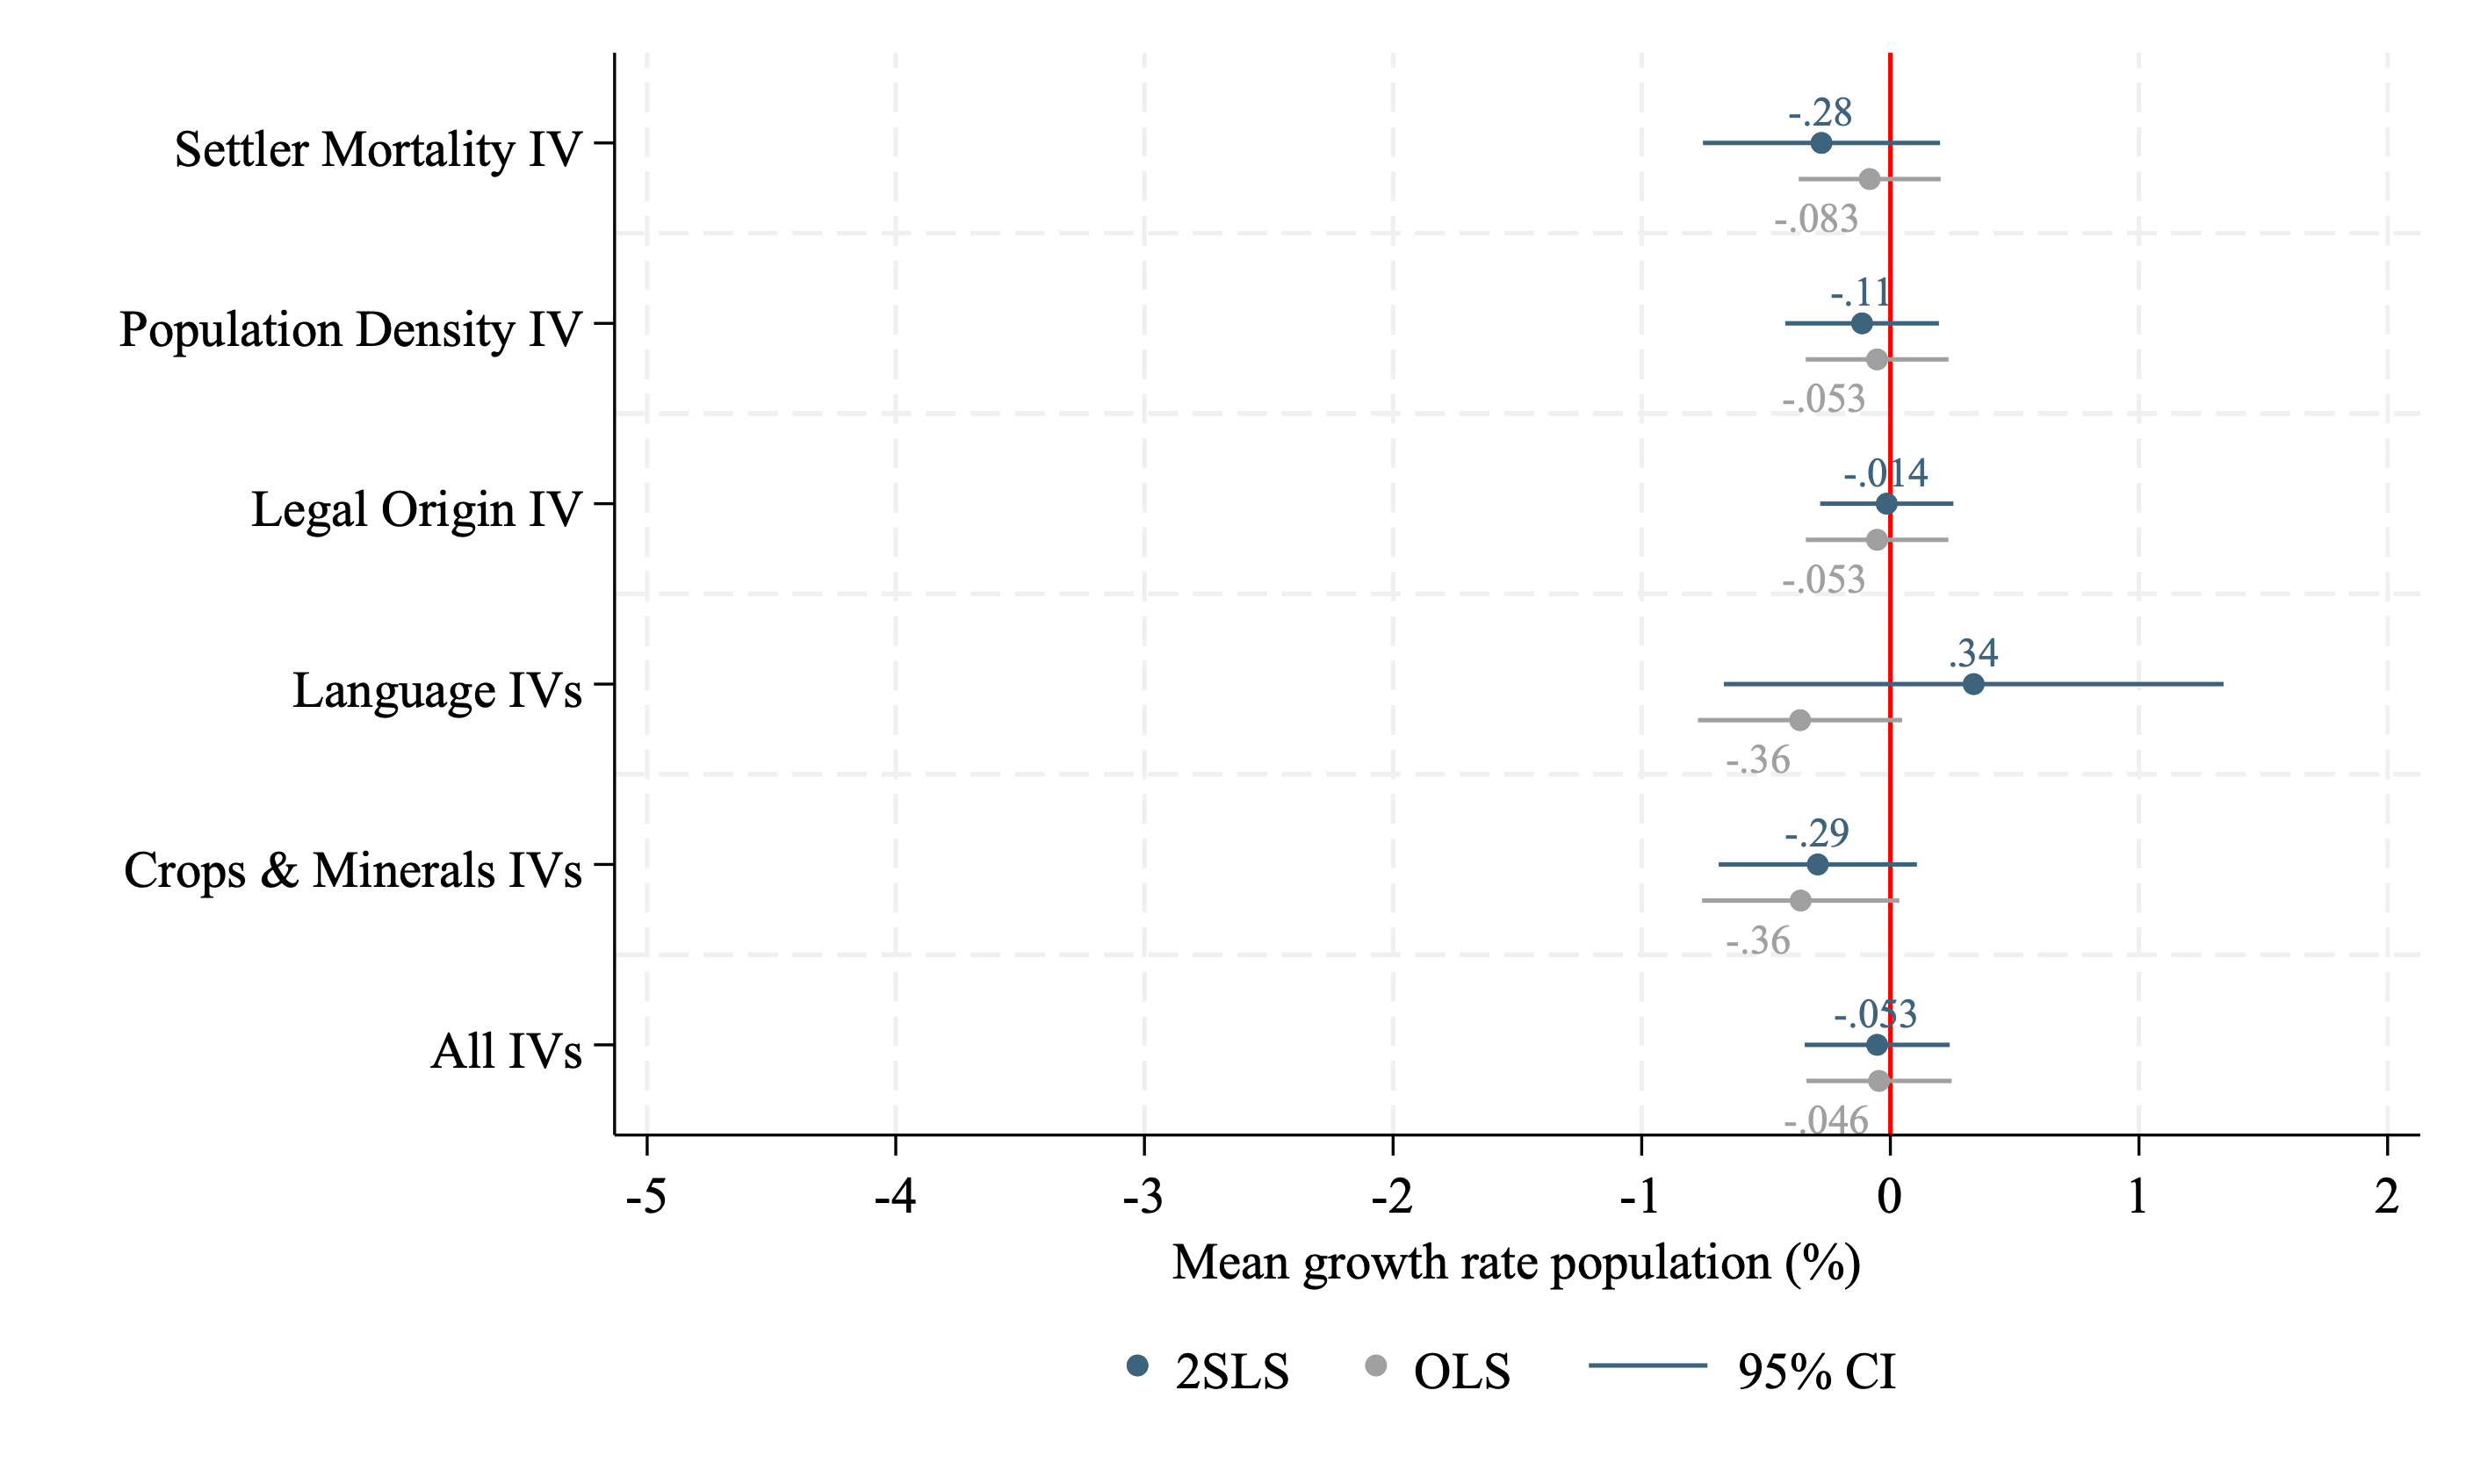 -.28
Settler Mortality IV
-.083
-.11
Population Density IV
-.053
-.014
Legal Origin IV
-.053
.34
Language IVs
-.36
-.29
Crops & Minerals IVs
-.36
-.053
All IVs
-.046
-5 -4 -3 -2 -1 0 1 2
Mean growth rate population (%)
2SLS OLS 95% CI